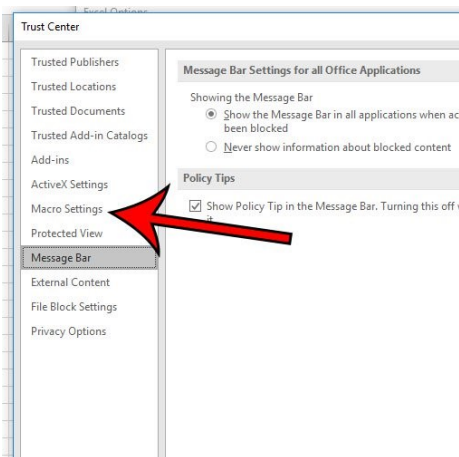 Excel Options
Trust Center
Trusted Publishers
Trusted Locations
Trusted Documents
Trusted Add-in Catalogs
Add-ins
ActiveX Settings
Macro Settings
Protected View
Message Bar
External Content
File Block Settings
Privacy Options
Message Bar Settings for all Office Applications
Showing the Message Bar
Show the Message Bar in all applications when ac
been blocked
Never show information about blocked content
Policy Tips
Show Policy Tip in the Message Bar. Turning this off
it.